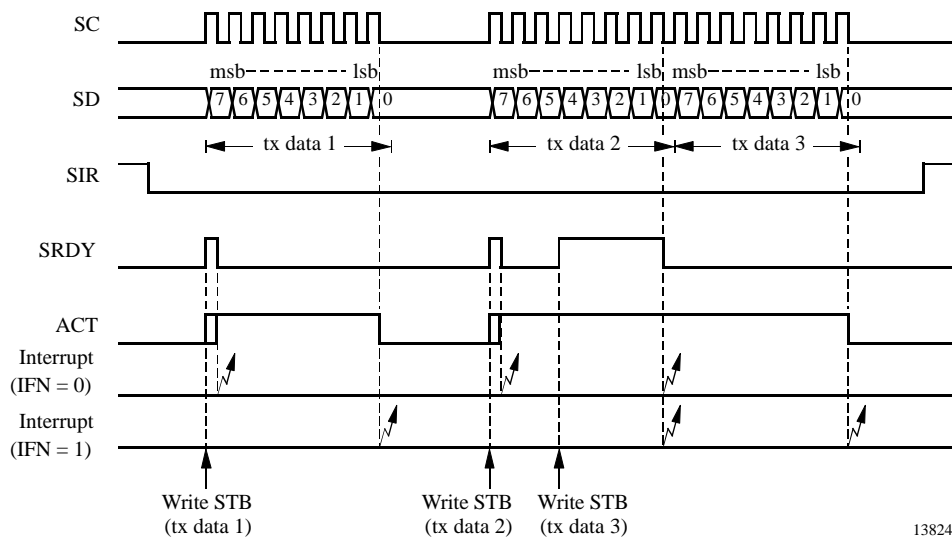 SC
msb lsb msb lsb msb lsb
SD 7 6 5 4 3 2 1 0 7 6 5 4 3 2 1 0 7 6 5 4 3 2 1 0
tx data 1 tx data 2 tx data 3
SIR
SRDY
ACT
Interrupt
(IFN = 0)
Interrupt
(IFN = 1)
Write STB Write STB Write STB
(tx data 1) (tx data 2) (tx data 3)
13824